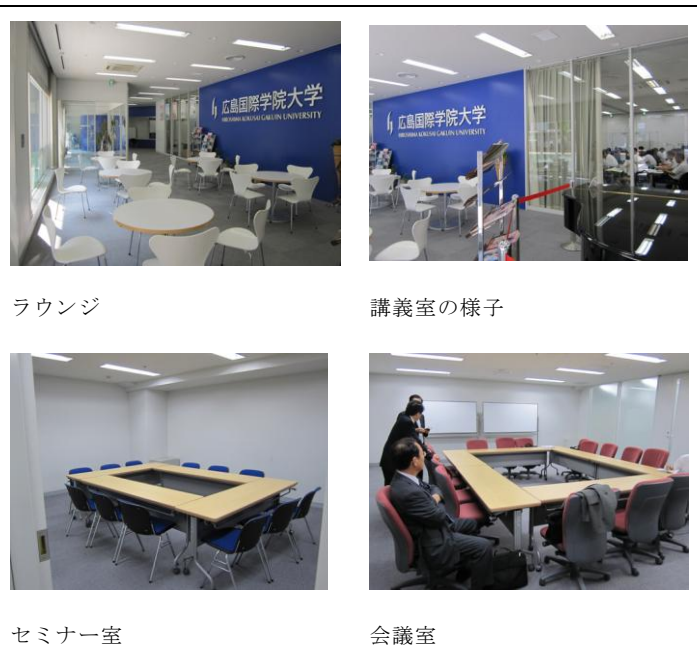 広島国際学院大学
HIROSHIMA KOKUSAI GAKUIN UNIVERSITY
広島国際学院大学
HIROSHIMA KOKUSAI GAKUIN UNIVERSITY
ラウンジ
講義室の様子
セミナー室
会議室